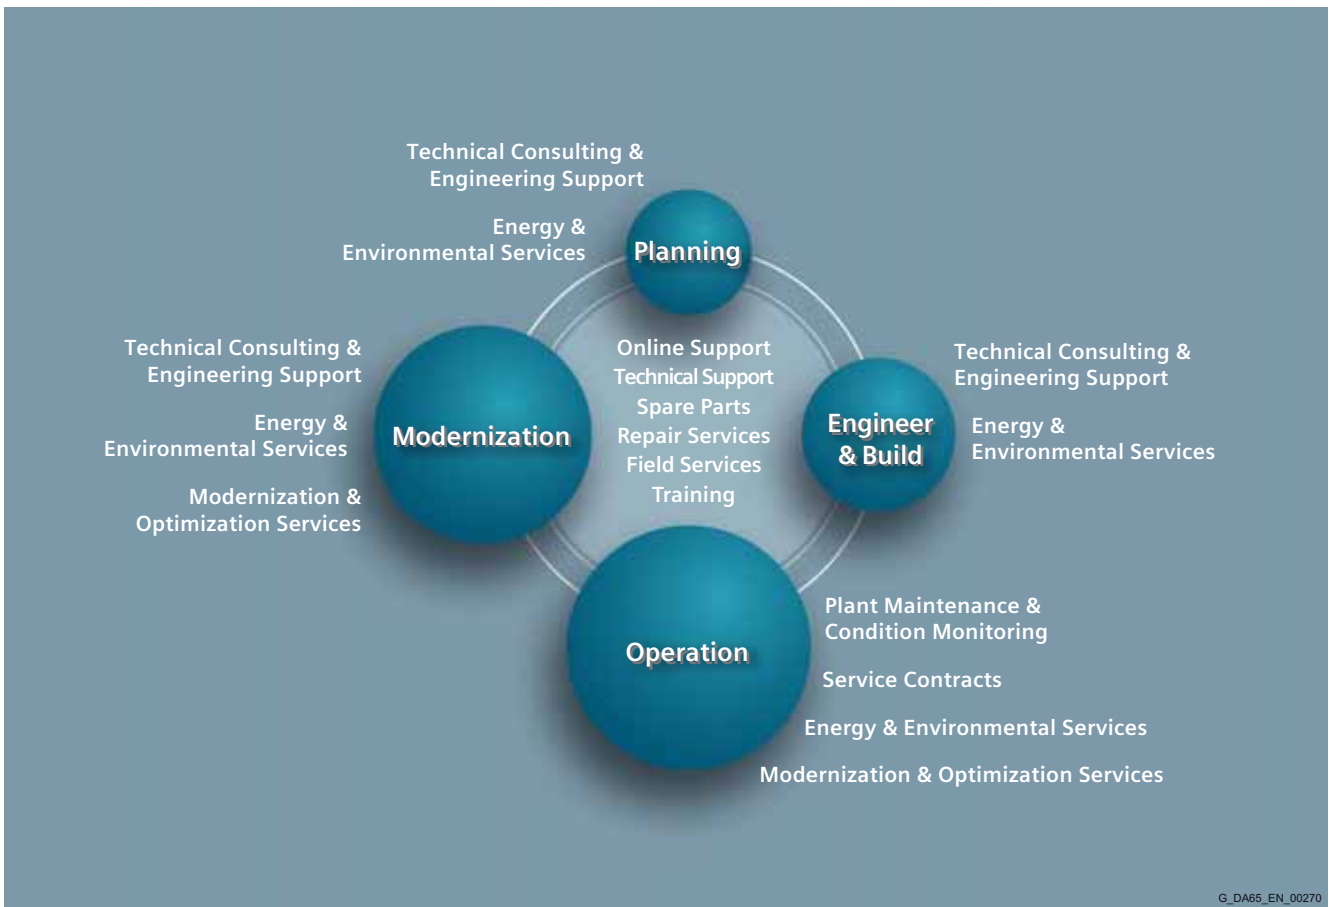 Technical Consulting &
Engineering Support
Energy &
Environmental Services
Planning
Technical Consulting &
Engineering Support
Energy &
Environmental Services
Modernization &
Optimization Services
Modernization
Online Support
Technical Support
Spare Parts
Repair Services
Field Services
Training
Engineer
& Build
Technical Consulting &
Engineering Support
Energy &
Environmental Services
Operation
Plant Maintenance &
Condition Monitoring
Service Contracts
Energy & Environmental Services
Modernization & Optimization Services
G_DA65_EN_00270